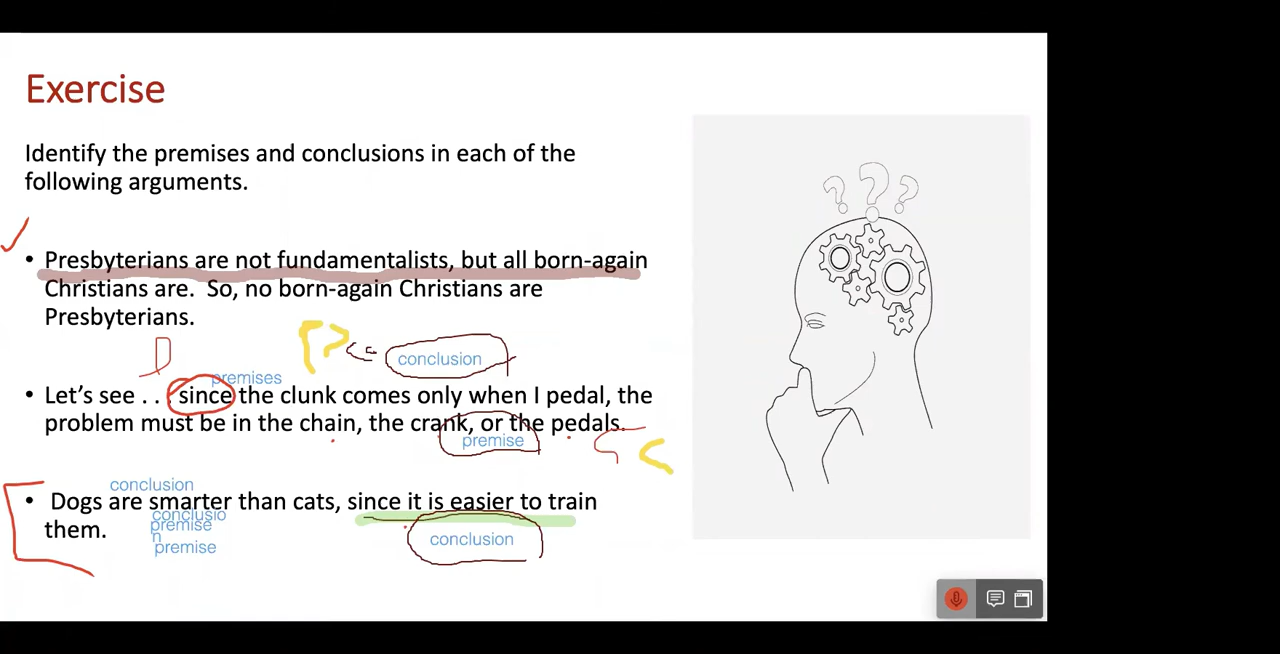 Exercise
Identify the premises and conclusions in each of the
following arguments.
• Presbyterians are not fundamentalists, but all born-again
Christians are. So, no born-again Christians are
Presbyterians.
conclusion
premises
• Let's see . . . since the clunk comes only when I pedal, the
problem must be in the chain, the crank, or the pedals.
premise
conclusion
• Dogs are smarter than cats, since it is easier to train
them.
conclusio
n
premise
premise
conclusion